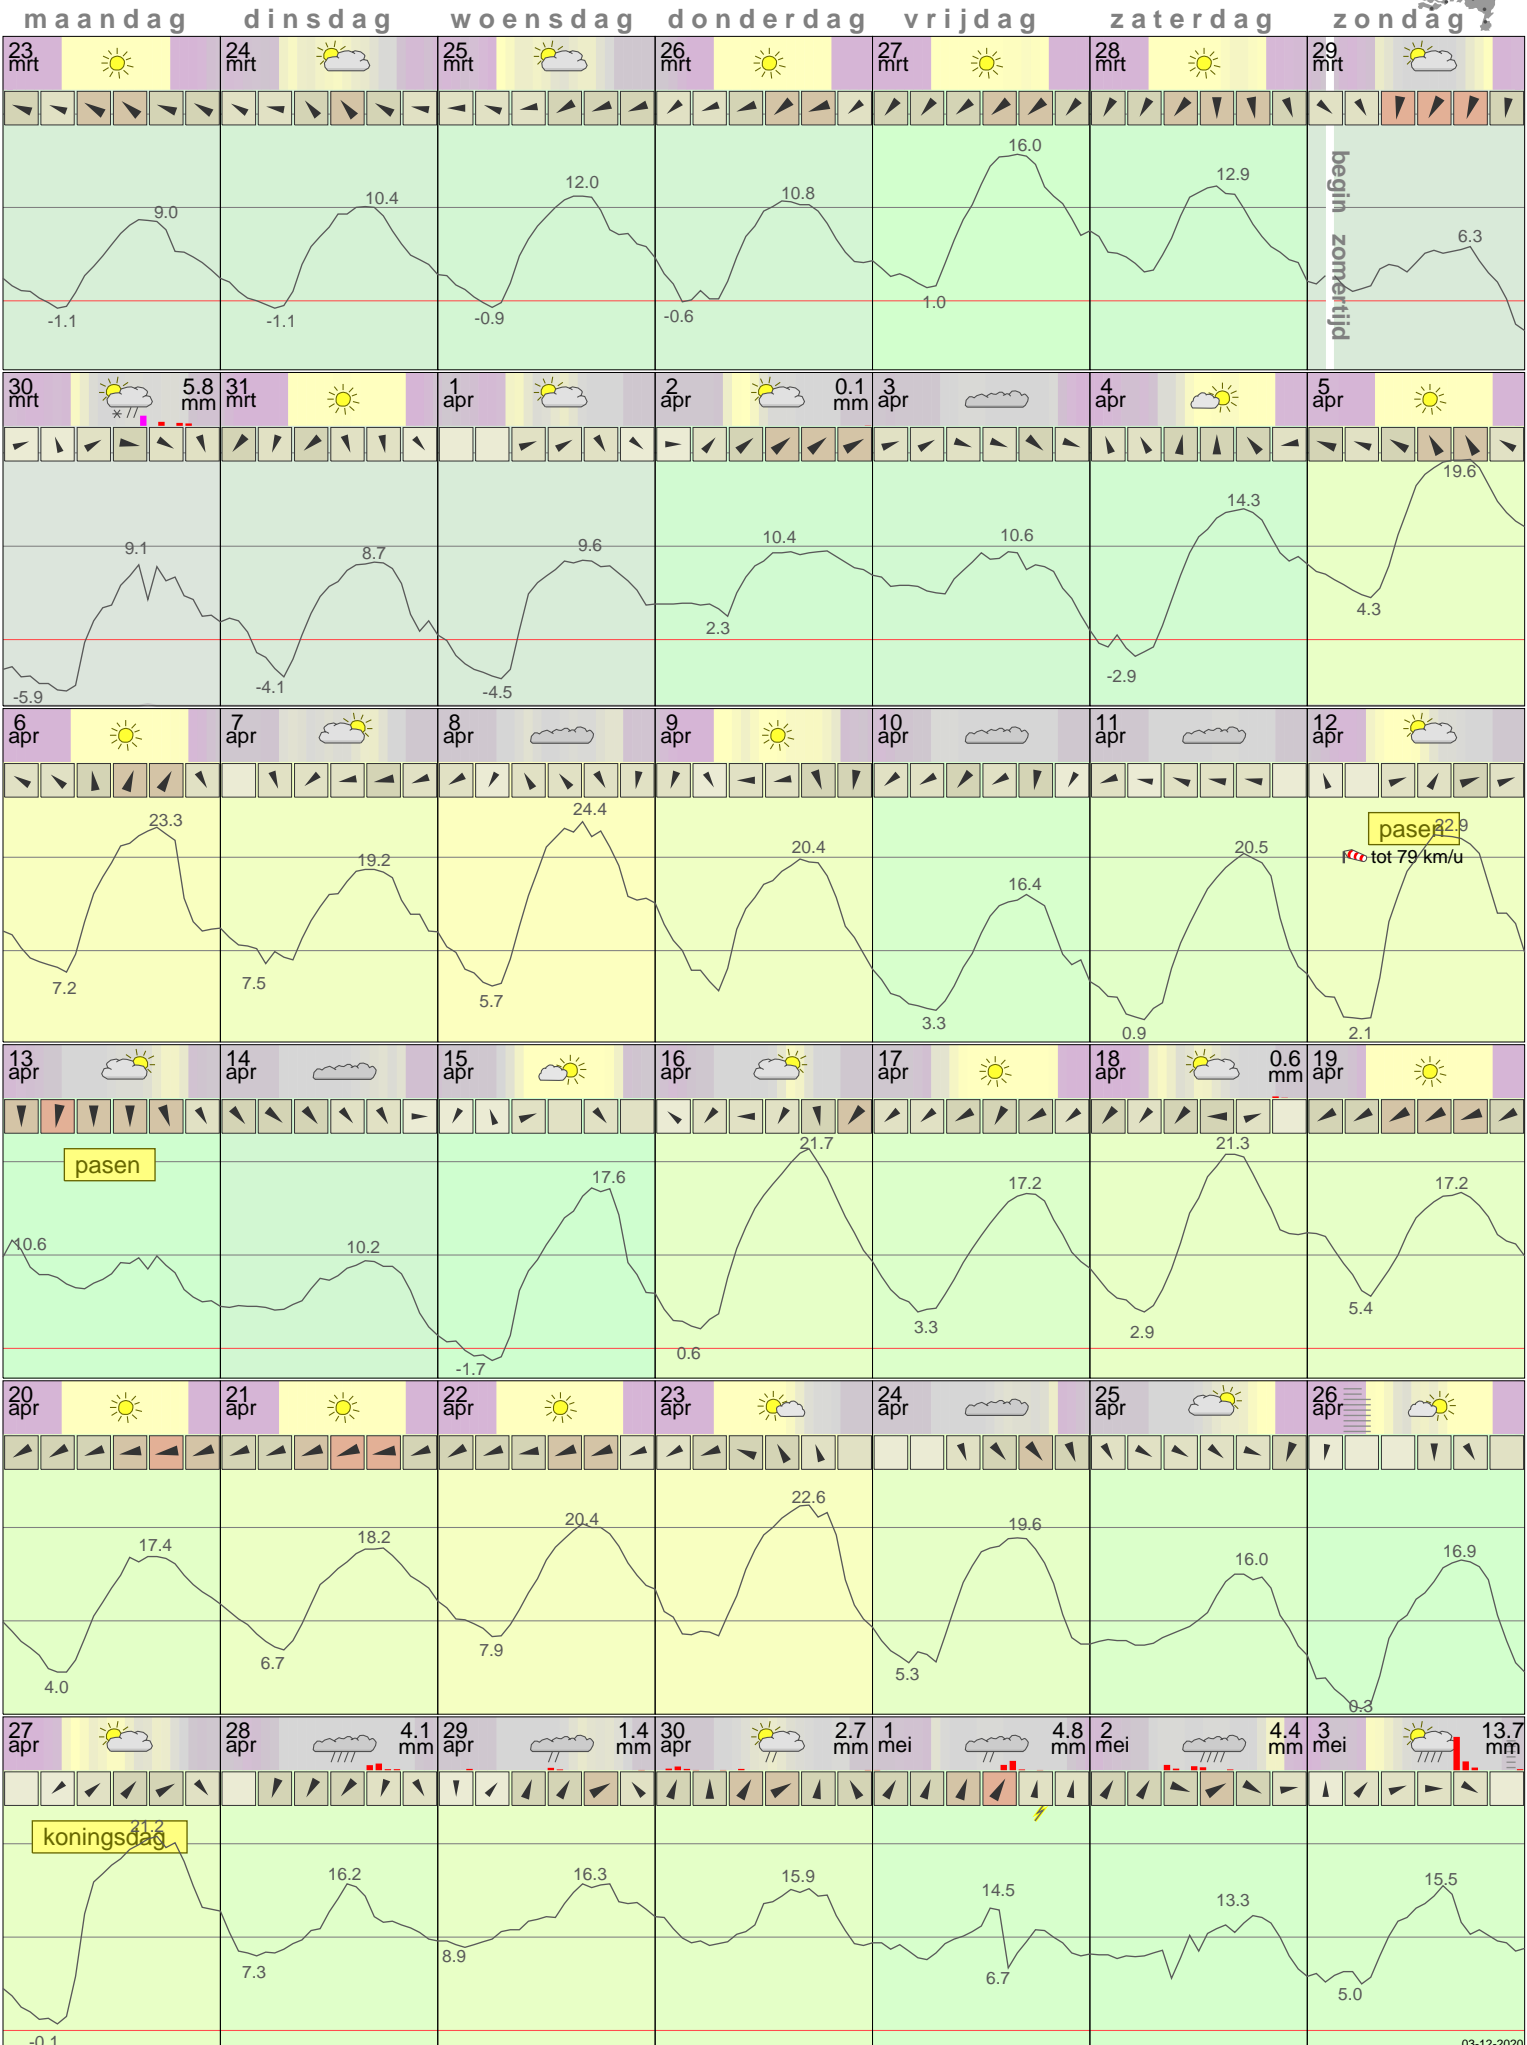 maandag dinsdag woensdag donderdag vrijdag zaterdag zondag
23 mrt 24 mrt 25 mrt 26 mrt 27 mrt 28 mrt 29 mrt
9.0 10.4 12.0 10.8 16.0 12.9 6.3
-1.1 -1.1 -0.9 -0.6 1.0
begin zomertijd
30 mrt 5.8 mm 31 mrt 1 apr 2 apr 0.1 mm 3 apr 4 apr 5 apr
9.1 8.7 9.6 10.4 10.6 14.3 19.6
-5.9 -4.1 -4.5 2.3 -2.9 4.3
6 apr 7 apr 8 apr 9 apr 10 apr 11 apr 12 apr
23.3 19.2 24.4 20.4 16.4 20.5 22.9
pasen
tot 79 km/u
7.2 7.5 5.7 3.3 0.9 2.1
13 apr 14 apr 15 apr 16 apr 17 apr 18 apr 0.6 mm 19 apr
pasen
10.6 10.2 17.6 21.7 17.2 21.3 17.2
-1.7 0.6 3.3 2.9 5.4
20 apr 21 apr 22 apr 23 apr 24 apr 25 apr 26 apr
17.4 18.2 20.4 22.6 19.6 16.0 16.9
4.0 6.7 7.9 5.3 0.3
27 apr 28 apr 4.1 mm 29 apr 1.4 mm 30 apr 2.7 mm 1 mei 4.8 mm 2 mei 4.4 mm 3 mei 13.7 mm
koningsdag
21.2 16.2 16.3 15.9 14.5 13.3 15.5
-0.1 7.3 8.9 6.7 5.0
03-12-2020